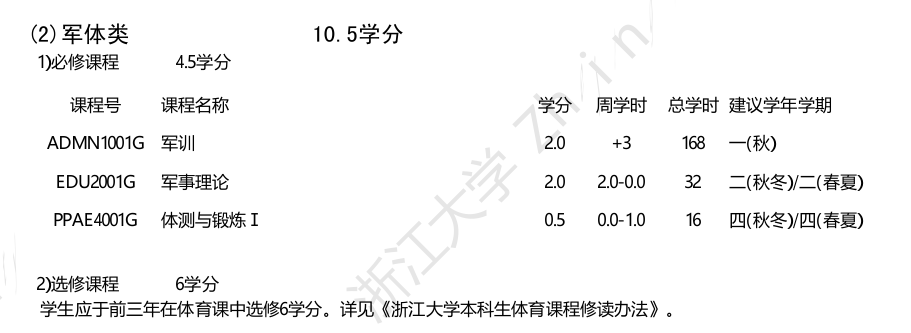 (2)军体类 10.5学分
1)必修课程 4.5学分
课程号 课程名称 学分 周学时 总学时 建议学年学期
ADMN1001G 军训 2.0 +3 168 一(秋)
EDU2001G 军事理论 2.0 2.0-0.0 32 二(秋冬)/二(春夏)
PPAE4001G 体测与锻炼Ⅰ 0.5 0.0-1.0 16 四(秋冬)/四(春夏)
2)选修课程 6学分
学生应于前三年在体育课中选修6学分。详见《浙江大学本科生体育课程修读办法》。
浙江大学 zhin